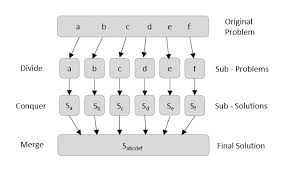 a b c d e f Original Problem
Divide a b c d e f Sub - Problems
Conquer Sa Sb Sc Sd Se Sf Sub - Solutions
Merge Sabcdef Final Solution